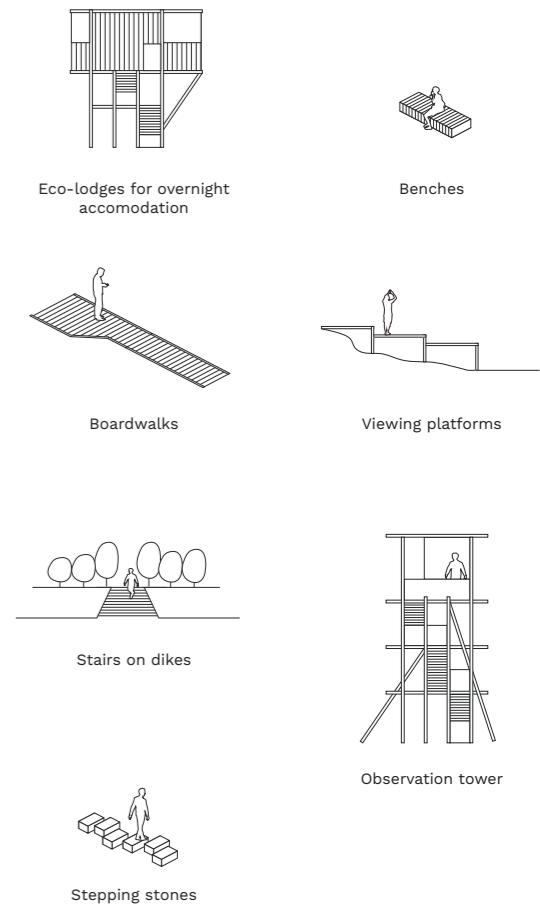 Eco-lodges for overnight
accomodation
Benches
Boardwalks
Viewing platforms
Stairs on dikes
Observation tower
Stepping stones